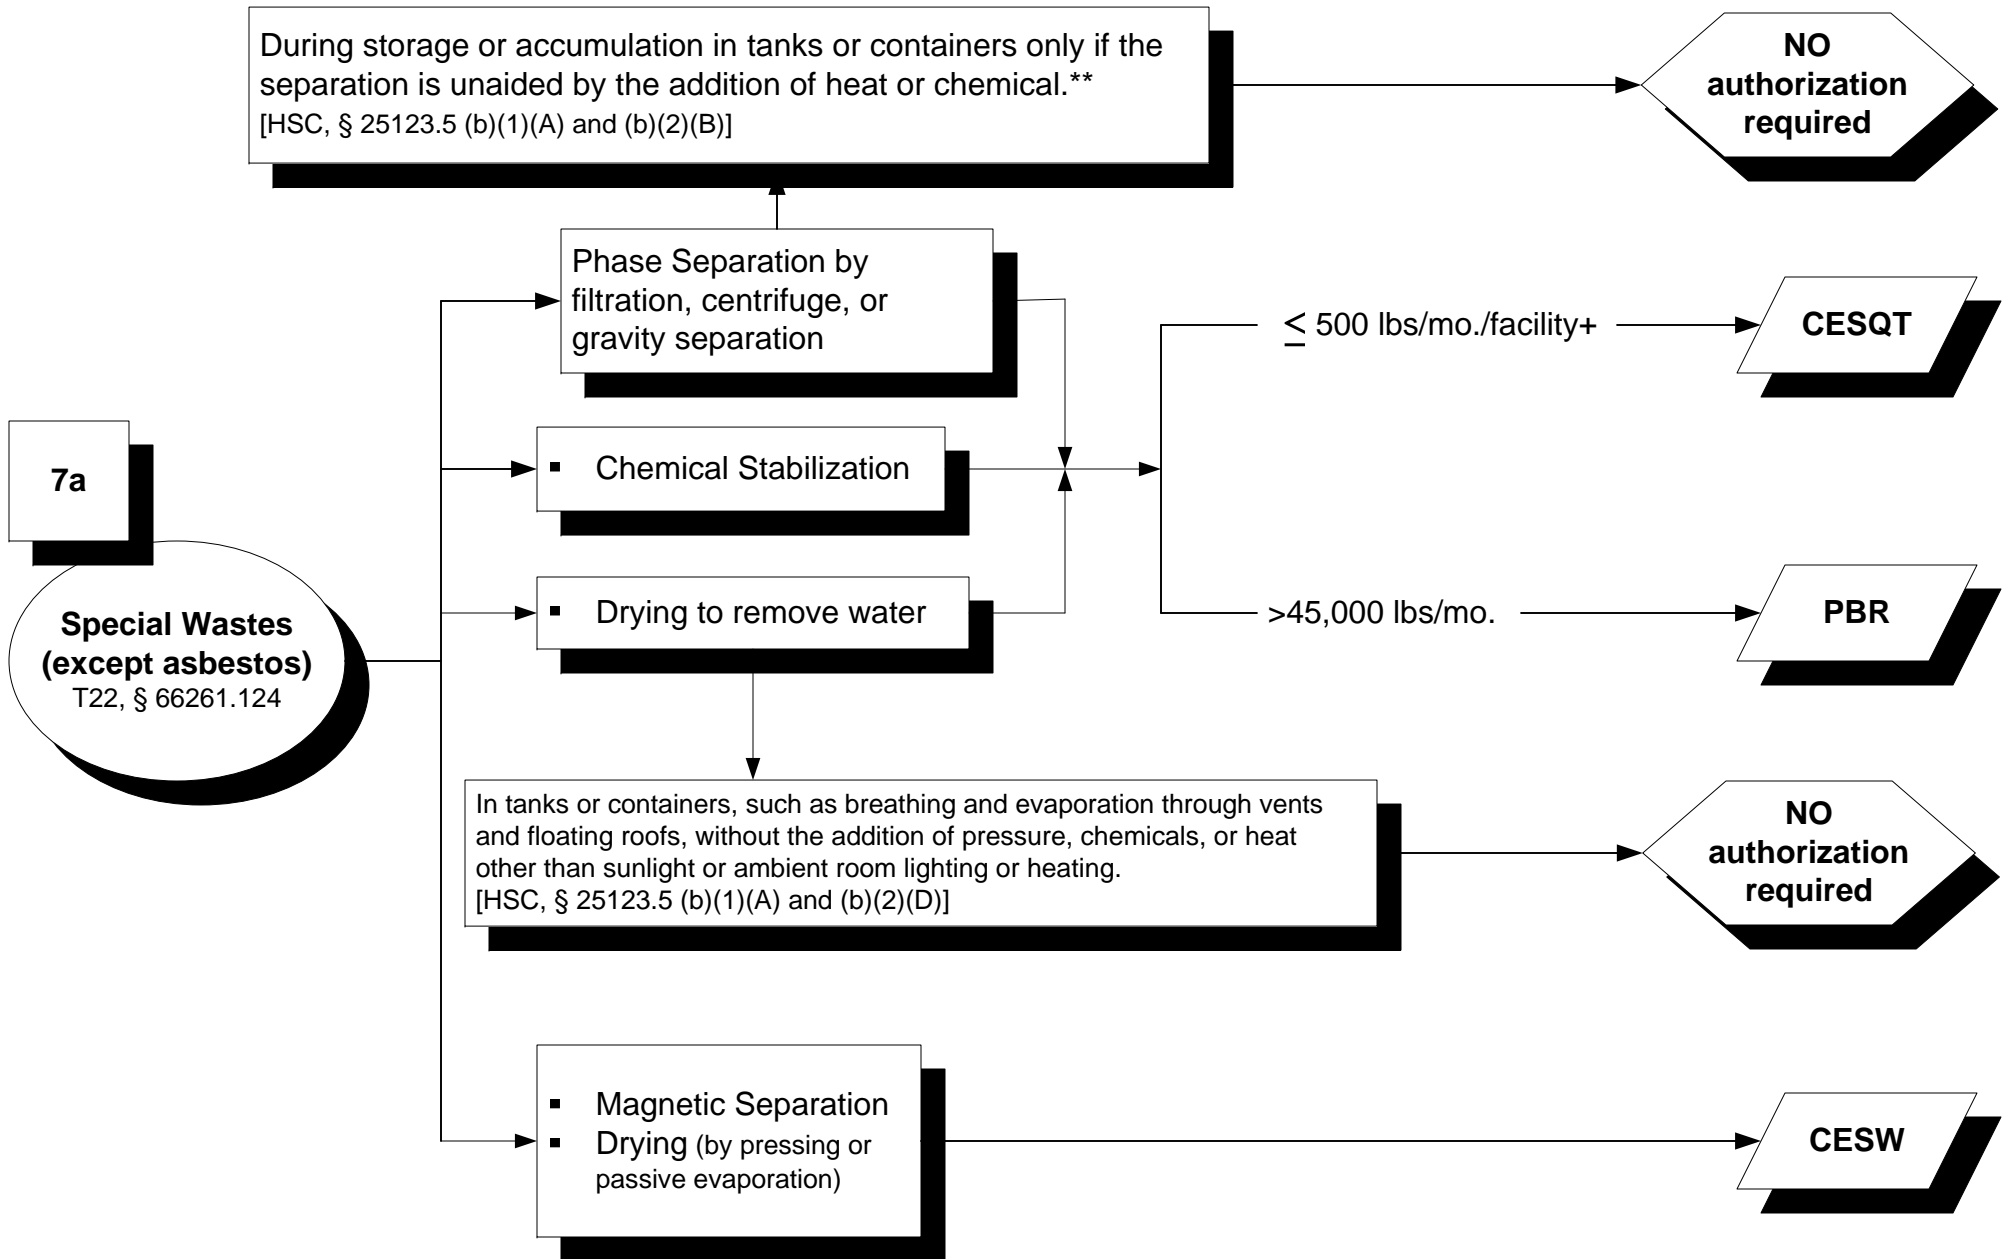 During storage or accumulation in tanks or containers only if the
separation is unaided by the addition of heat or chemical.**
[HSC, § 25123.5 (b)(1)(A) and (b)(2)(B)]
NO
authorization
required
Phase Separation by
filtration, centrifuge, or
gravity separation
≤ 500 lbs/mo./facility+
CESQT
7a
▪ Chemical Stabilization
Special Wastes
(except asbestos)
T22, § 66261.124
▪ Drying to remove water
>45,000 lbs/mo.
PBR
In tanks or containers, such as breathing and evaporation through vents
and floating roofs, without the addition of pressure, chemicals, or heat
other than sunlight or ambient room lighting or heating.
[HSC, § 25123.5 (b)(1)(A) and (b)(2)(D)]
NO
authorization
required
▪ Magnetic Separation
▪ Drying (by pressing or
passive evaporation)
CESW